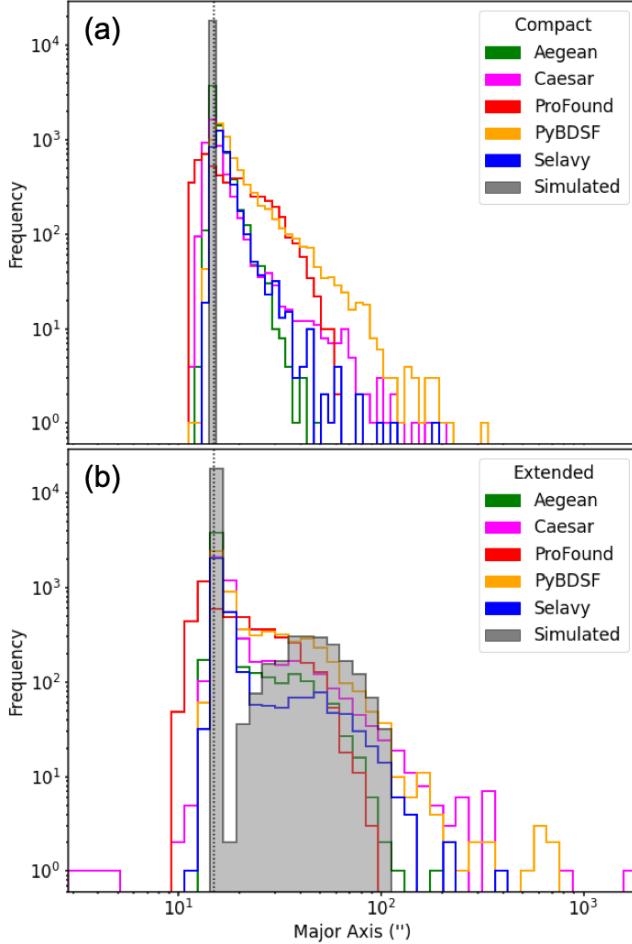 (a)
Compact
Aegean
Caesar
ProFound
PyBDSF
Selavy
Simulated
Frequency
10⁴
10³
10²
10¹
10⁰
(b)
Extended
Aegean
Caesar
ProFound
PyBDSF
Selavy
Simulated
Frequency
10⁴
10³
10²
10¹
10⁰
10¹ 10² 10³
Major Axis ('')